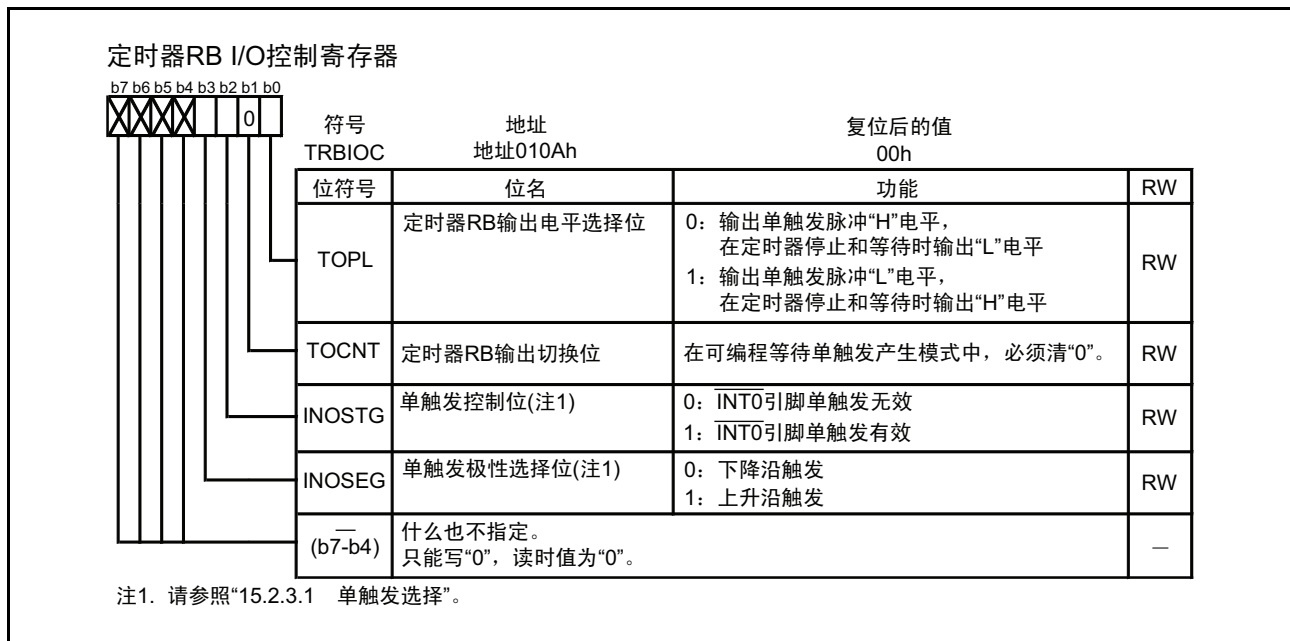 定时器RB I/O控制寄存器
b7 b6 b5 b4 b3 b2 b1 b0
0
符号 地址 复位后的值
TRBIOC 地址010Ah 00h
位符号 位名 功能 RW
TOPL 定时器RB输出电平选择位 0：输出单触发脉冲“H”电平，
在定时器停止和等待时输出“L”电平
1：输出单触发脉冲“L”电平，
在定时器停止和等待时输出“H”电平 RW
TOCNT 定时器RB输出切换位 在可编程等待单触发产生模式中，必须清“0”。 RW
INOSTG 单触发控制位(注1) 0：INT0引脚单触发无效
1：INT0引脚单触发有效 RW
INOSEG 单触发极性选择位(注1) 0：下降沿触发
1：上升沿触发 RW
—
(b7-b4) 什么也不指定。
只能写“0”，读时值为“0”。 —
注1. 请参照“15.2.3.1 单触发选择”。